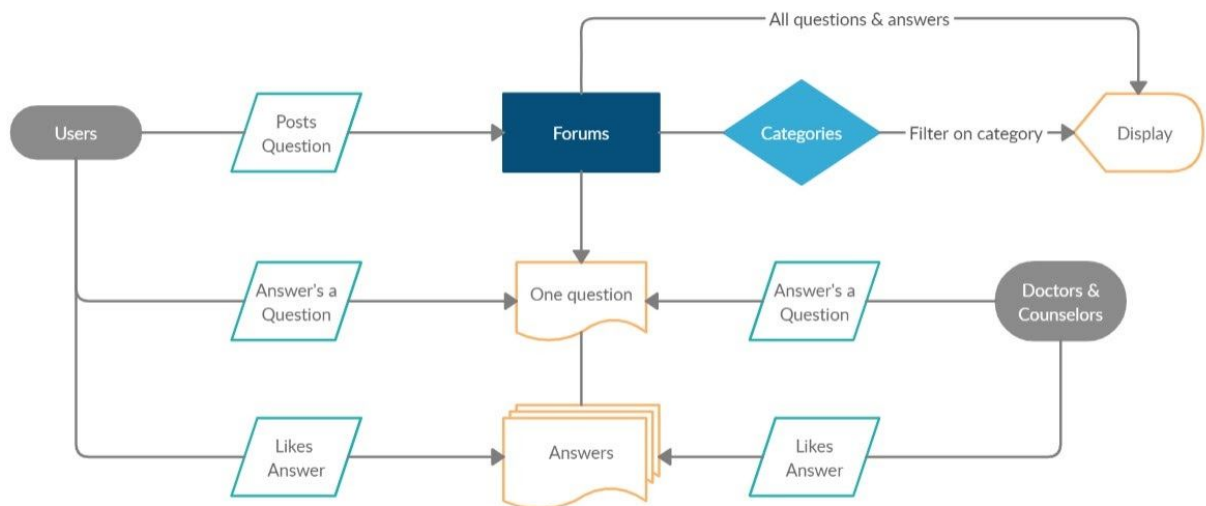 All questions & answers
Users
Posts
Question
Forums
Categories
Filter on category
Display
Answer's a
Question
One question
Answer's a
Question
Doctors &
Counselors
Likes
Answer
Answers
Likes
Answer